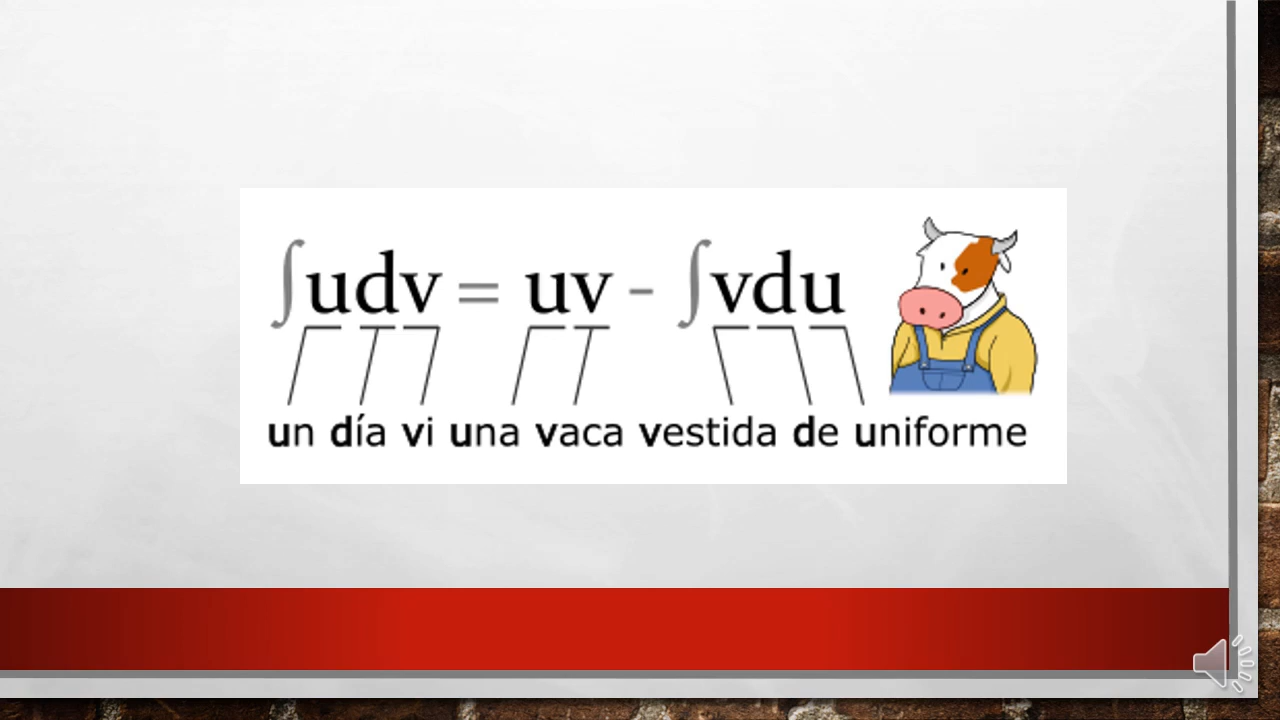 ∫udv = uv - ∫vdu
un día vi una vaca vestida de uniforme